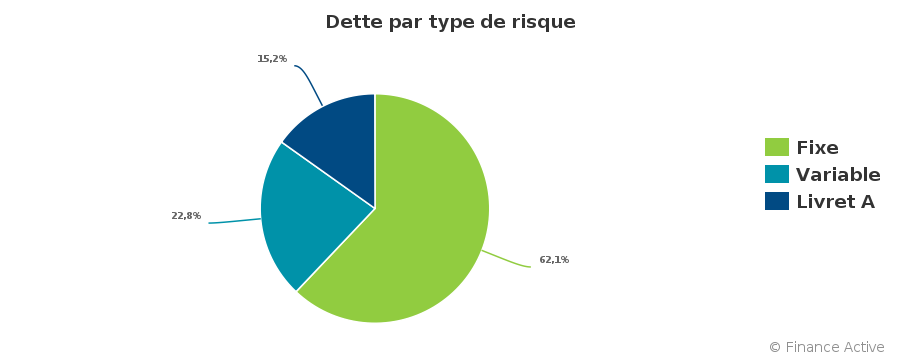 Dette par type de risque
15,2%
22,8%
62,1%
Fixe
Variable
Livret A
© Finance Active